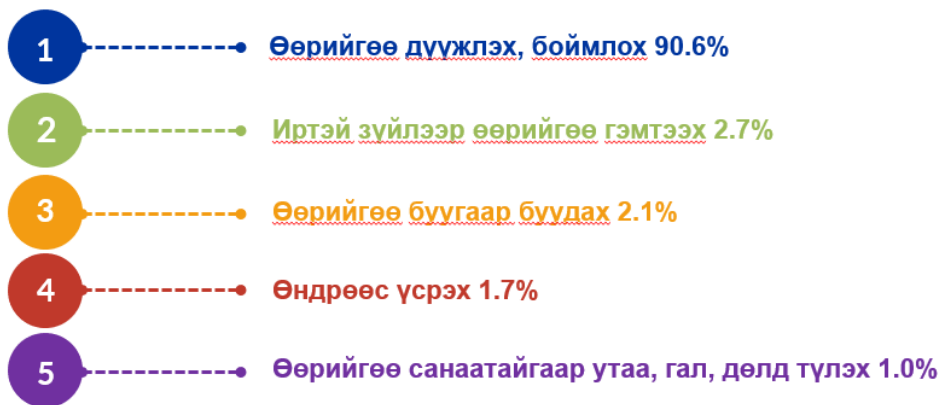 1 Өөрийгөө дүүжлэх, боймлох 90.6%
2 Иртэй зүйлээр өөрийгөө гэмтээх 2.7%
3 Өөрийгөө буугаар буудах 2.1%
4 Өндрөөс үсрэх 1.7%
5 Өөрийгөө санаатайгаар утаа, гал, дөлд түлэх 1.0%